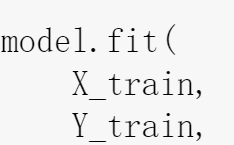 model.fit(
    X_train,
    Y_train,